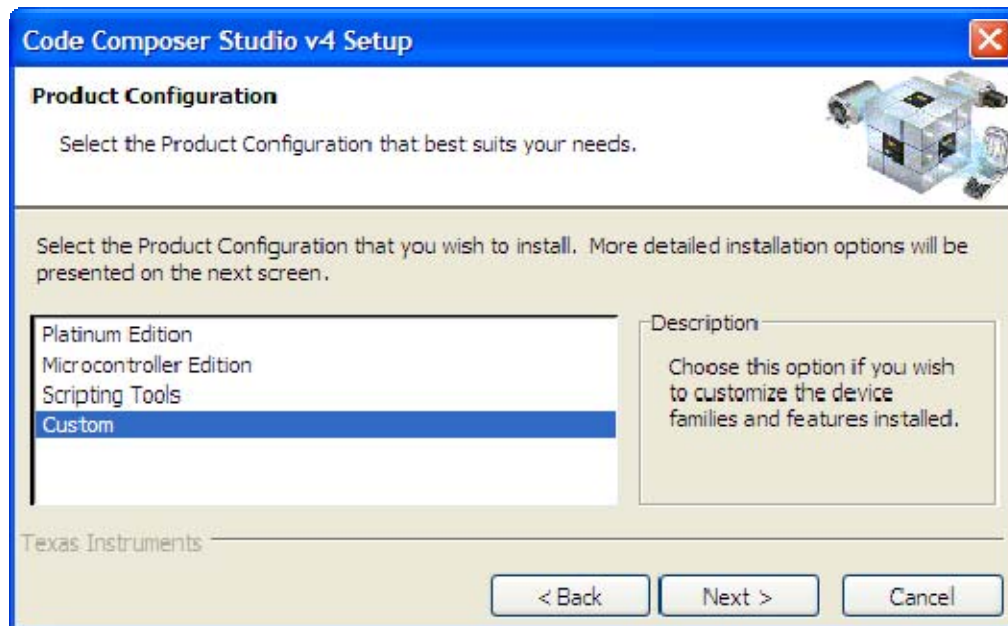 Code Composer Studio v4 Setup
Product Configuration
Select the Product Configuration that best suits your needs.
Select the Product Configuration that you wish to install. More detailed installation options will be
presented on the next screen.
Platinum Edition
Microcontroller Edition
Scripting Tools
Custom
Description
Choose this option if you wish
to customize the device
families and features installed.
Texas Instruments
< Back
Next >
Cancel